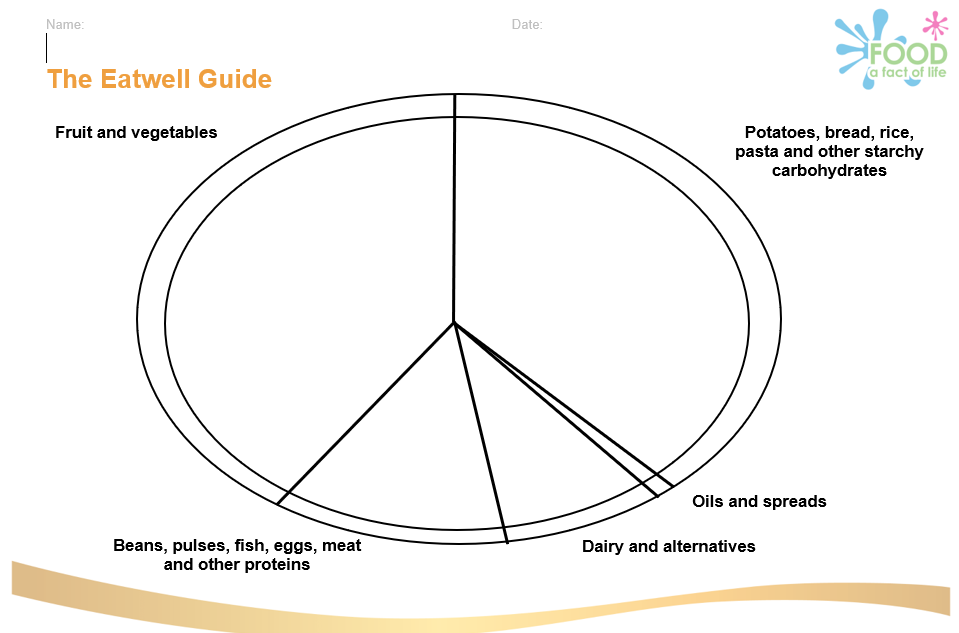 Name:
Date:
FOOD
a fact of life
The Eatwell Guide
Fruit and vegetables
Potatoes, bread, rice,
pasta and other starchy
carbohydrates
Oils and spreads
Beans, pulses, fish, eggs, meat
and other proteins
Dairy and alternatives